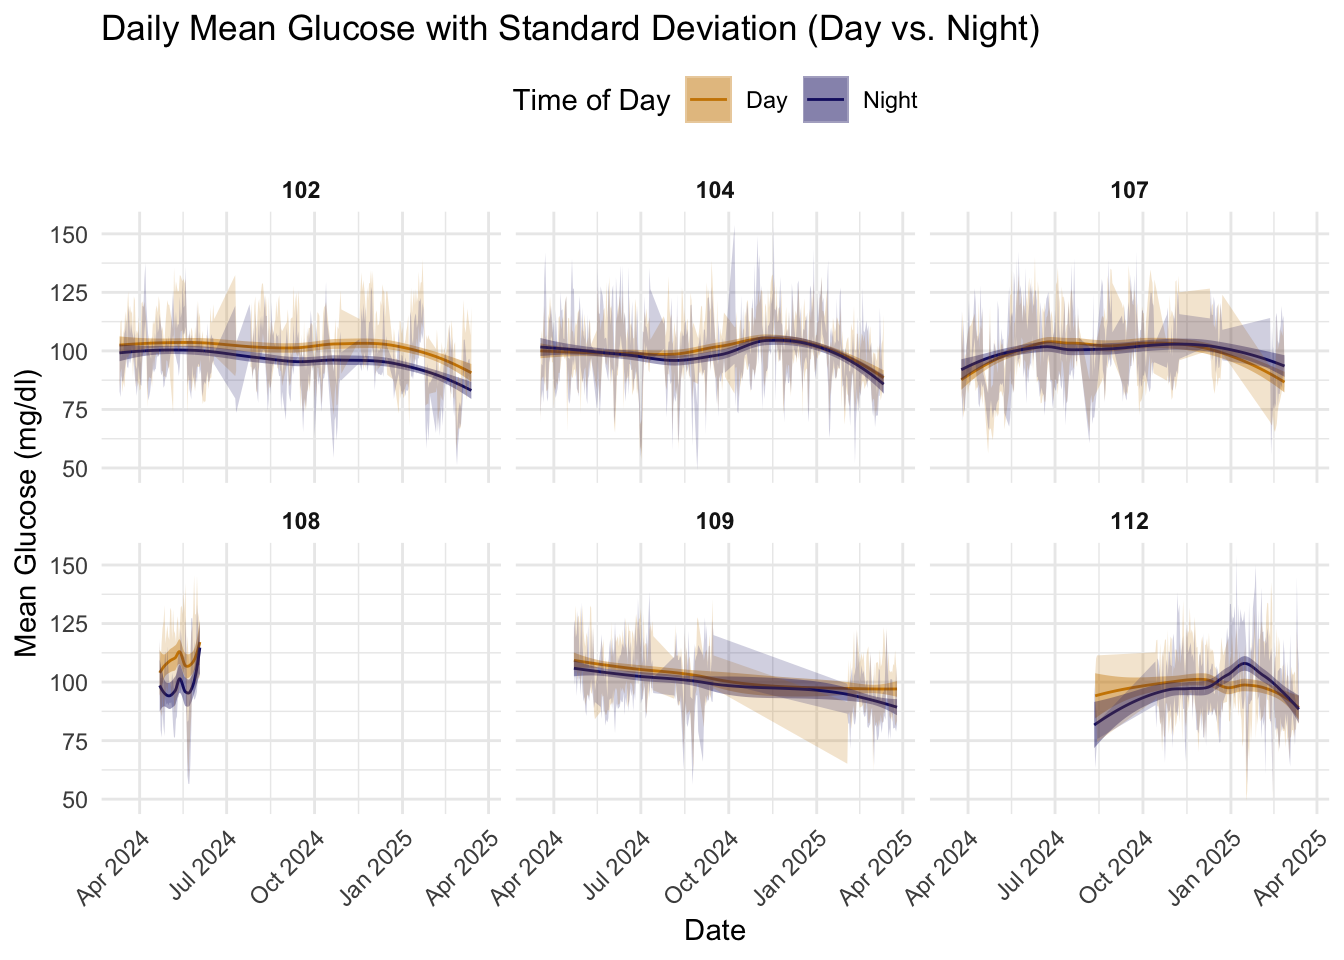 Daily Mean Glucose with Standard Deviation (Day vs. Night)
Time of Day Day Night
102 104 107
150
125
100
75
50
108 109 112
150
125
100
75
50
Mean Glucose (mg/dl)
Apr 2024 Jul 2024 Oct 2024 Jan 2025 Apr 2025 Apr 2024 Jul 2024 Oct 2024 Jan 2025 Apr 2025 Apr 2024 Jul 2024 Oct 2024 Jan 2025 Apr 2025
Date